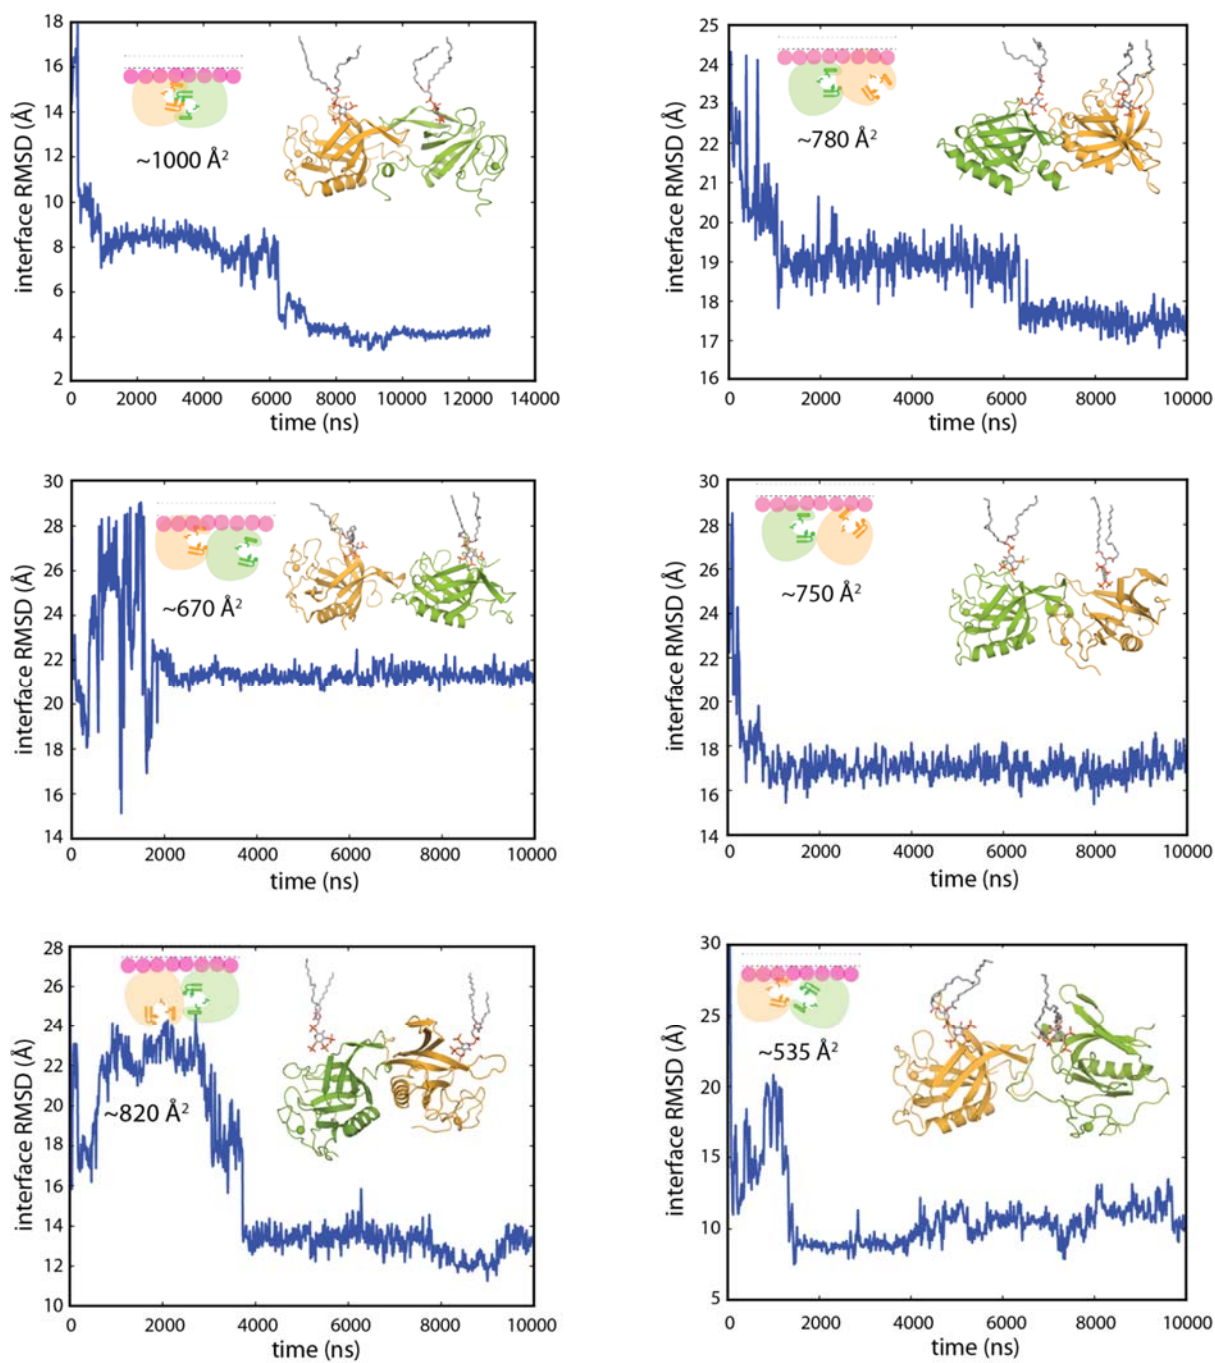 18
16
14
12
10
8
6
4
2
interface RMSD (Å)
~1000 Å²
0 2000 4000 6000 8000 10000 12000 14000
time (ns)
25
24
23
22
21
20
19
18
17
16
interface RMSD (Å)
~780 Å²
0 2000 4000 6000 8000 10000
time (ns)
30
28
26
24
22
20
18
16
14
interface RMSD (Å)
~670 Å²
0 2000 4000 6000 8000 10000
time (ns)
30
28
26
24
22
20
18
16
14
interface RMSD (Å)
~750 Å²
0 2000 4000 6000 8000 10000
time (ns)
28
26
24
22
20
18
16
14
12
10
interface RMSD (Å)
~820 Å²
0 2000 4000 6000 8000 10000
time (ns)
30
25
20
15
10
5
interface RMSD (Å)
~535 Å²
0 2000 4000 6000 8000 10000
time (ns)